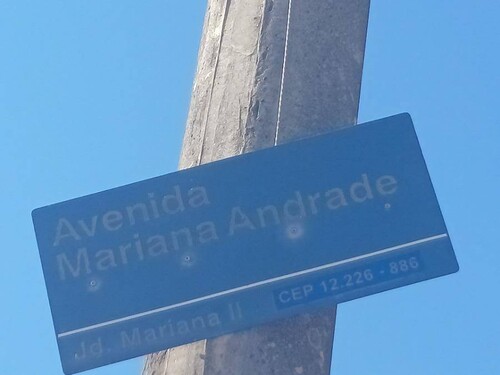 Avenida
Mariana Andrade
Jd. Mariana II CEP 12.226 - 886